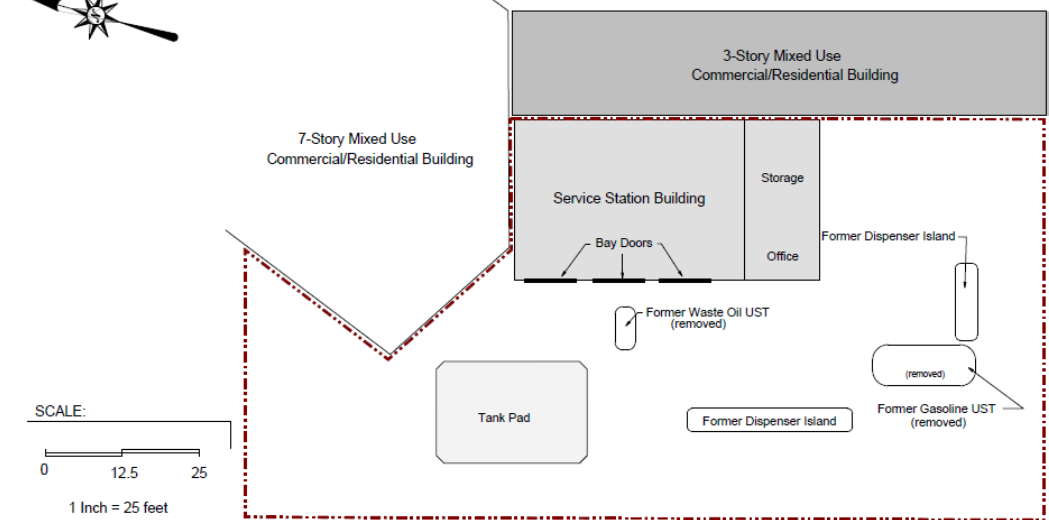 3-Story Mixed Use
Commercial/Residential Building
7-Story Mixed Use
Commercial/Residential Building
Storage
Service Station Building
Former Dispenser Island
Bay Doors
Office
Former Waste Oil UST
(removed)
(removed)
SCALE:
Tank Pad
Former Dispenser Island
Former Gasoline UST
(removed)
0
12.5
25
1 Inch = 25 feet